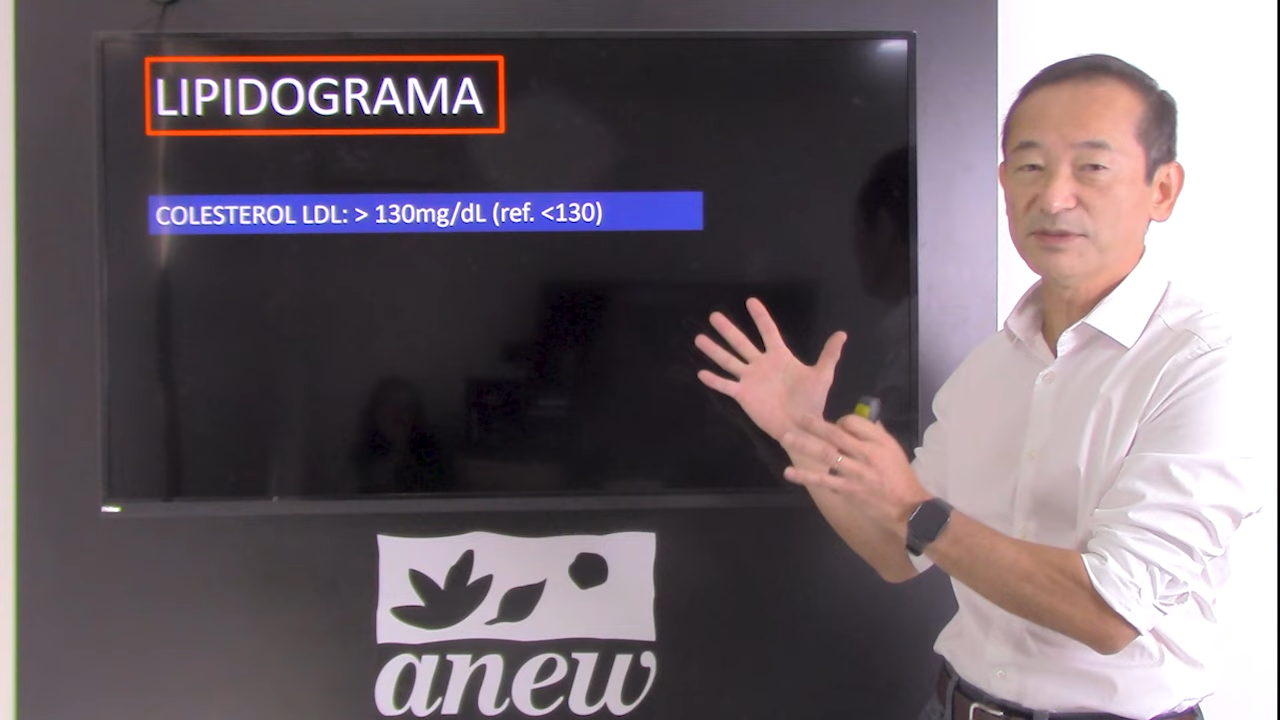 LIPIDOGRAMA
COLESTEROL LDL: > 130mg/dL (ref. <130)
anew